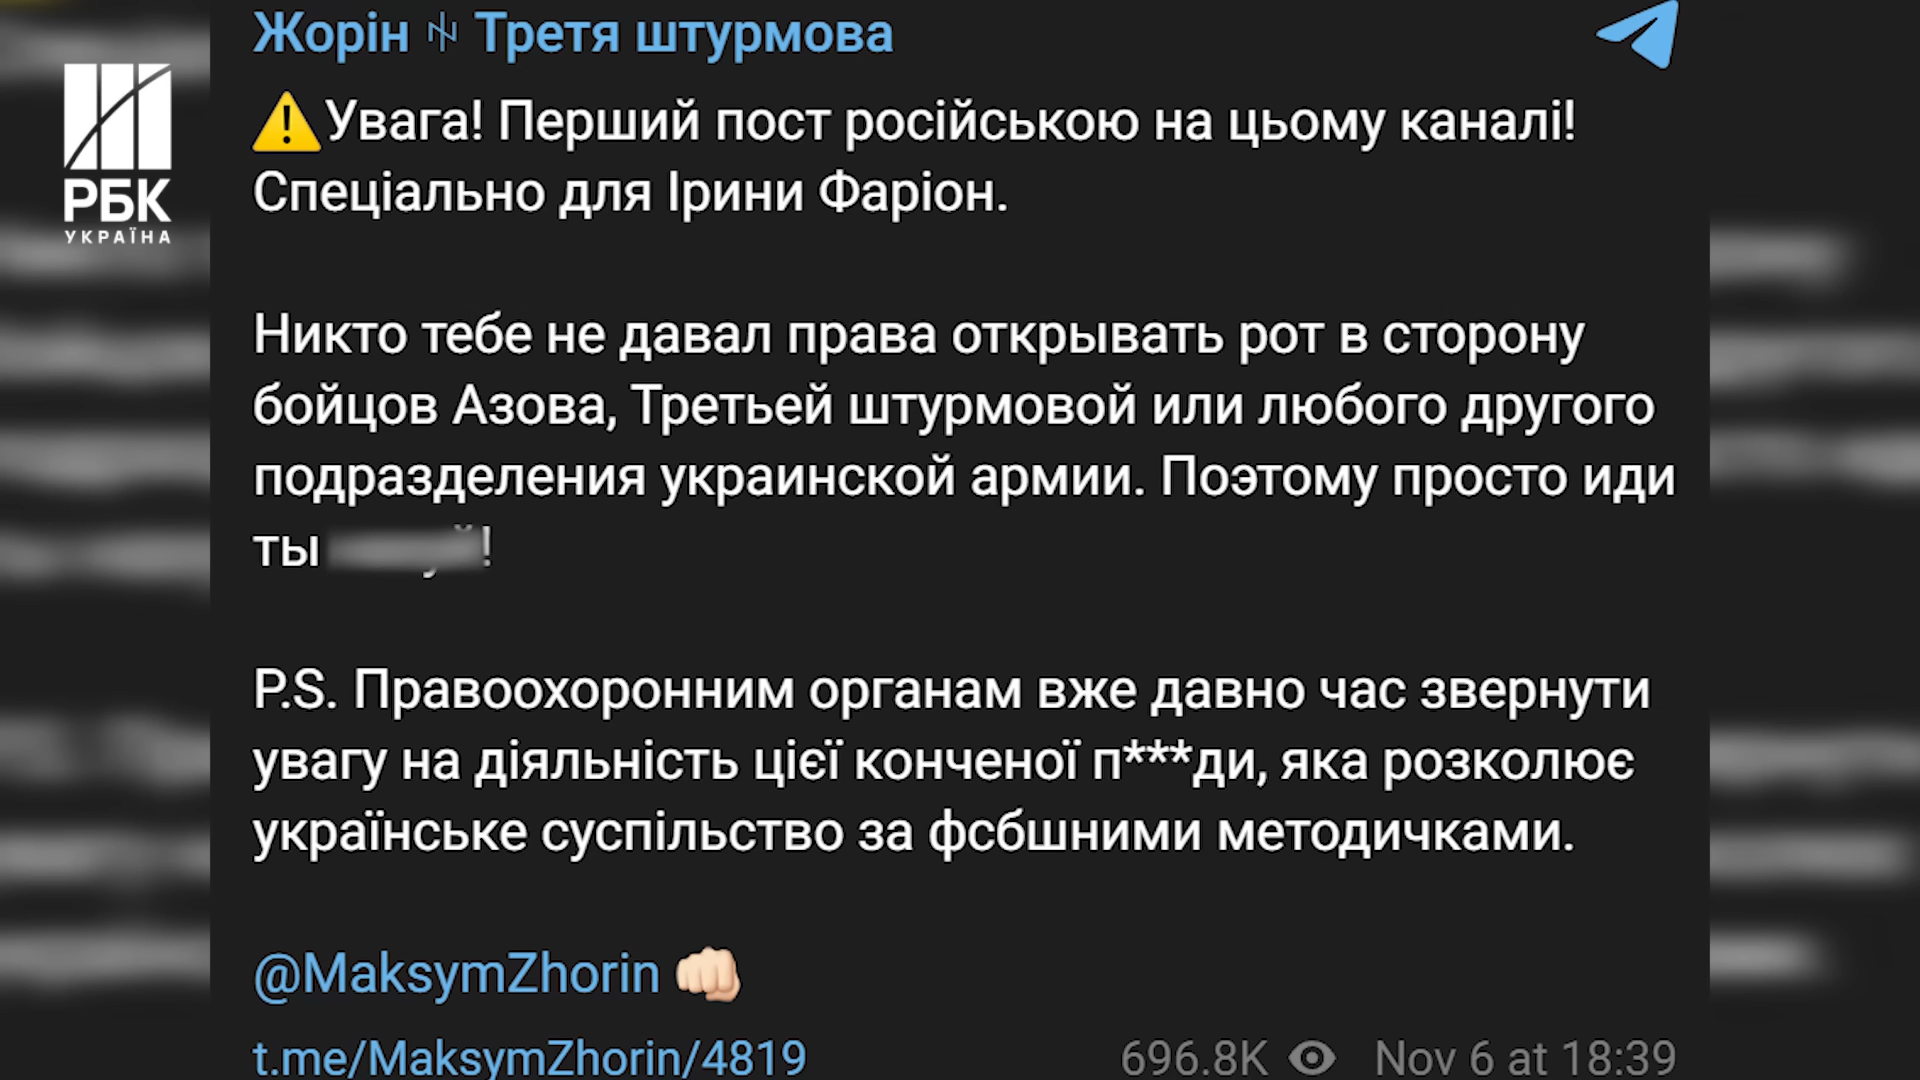 Жорін Третя штурмова
РБК
УКРАЇНА
⚠️Увага! Перший пост російською на цьому каналі!
Спеціально для Ірини Фаріон.
Никто тебе не давал права открывать рот в сторону
бойцов Азова, Третьей штурмовой или любого другого
подразделения украинской армии. Поэтому просто иди
ты !
P.S. Правоохоронним органам вже давно час звернути
увагу на діяльність цієї конченої п***ди, яка розколює
українське суспільство за фсбшними методичками.
@MaksymZhorin 👊🏻
t.me/MaksymZhorin/4819 696.8K Nov 6 at 18:39